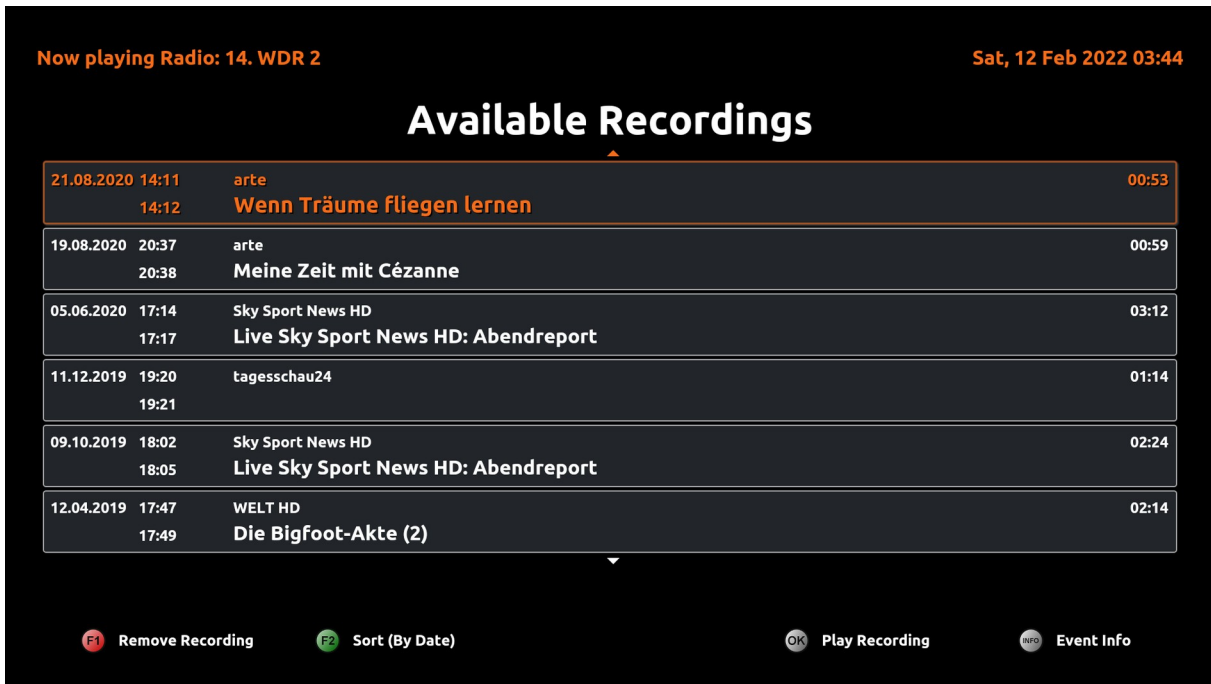 Now playing Radio: 14. WDR 2 Sat, 12 Feb 2022 03:44
Available Recordings
21.08.2020 14:11 arte 00:53
14:12 Wenn Träume fliegen lernen
19.08.2020 20:37 arte 00:59
20:38 Meine Zeit mit Cézanne
05.06.2020 17:14 Sky Sport News HD 03:12
17:17 Live Sky Sport News HD: Abendreport
11.12.2019 19:20 tagesschau24 01:14
19:21
09.10.2019 18:02 Sky Sport News HD 02:24
18:05 Live Sky Sport News HD: Abendreport
12.04.2019 17:47 WELT HD 02:14
17:49 Die Bigfoot-Akte (2)
F1 Remove Recording F2 Sort (By Date) OK Play Recording INFO Event Info